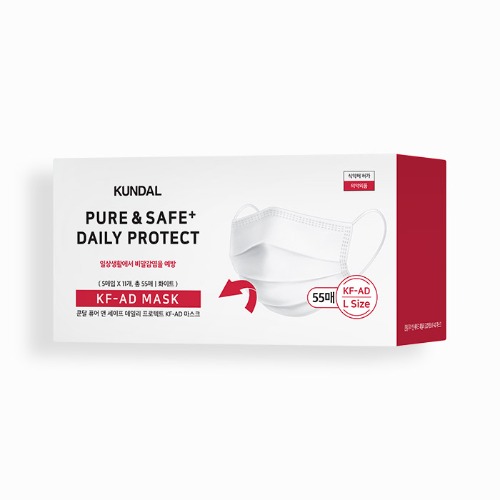 KUNDAL
PURE & SAFE+
DAILY PROTECT
일상생활에서 비말감염을 예방
( 5매입 X 11개, 총 55매 | 화이트 )
KF-AD MASK
쿤달 퓨어 앤 세이프 데일리 프로텍트 KF-AD 마스크
식약처 허가
의약외품
55매
KF-AD
L Size